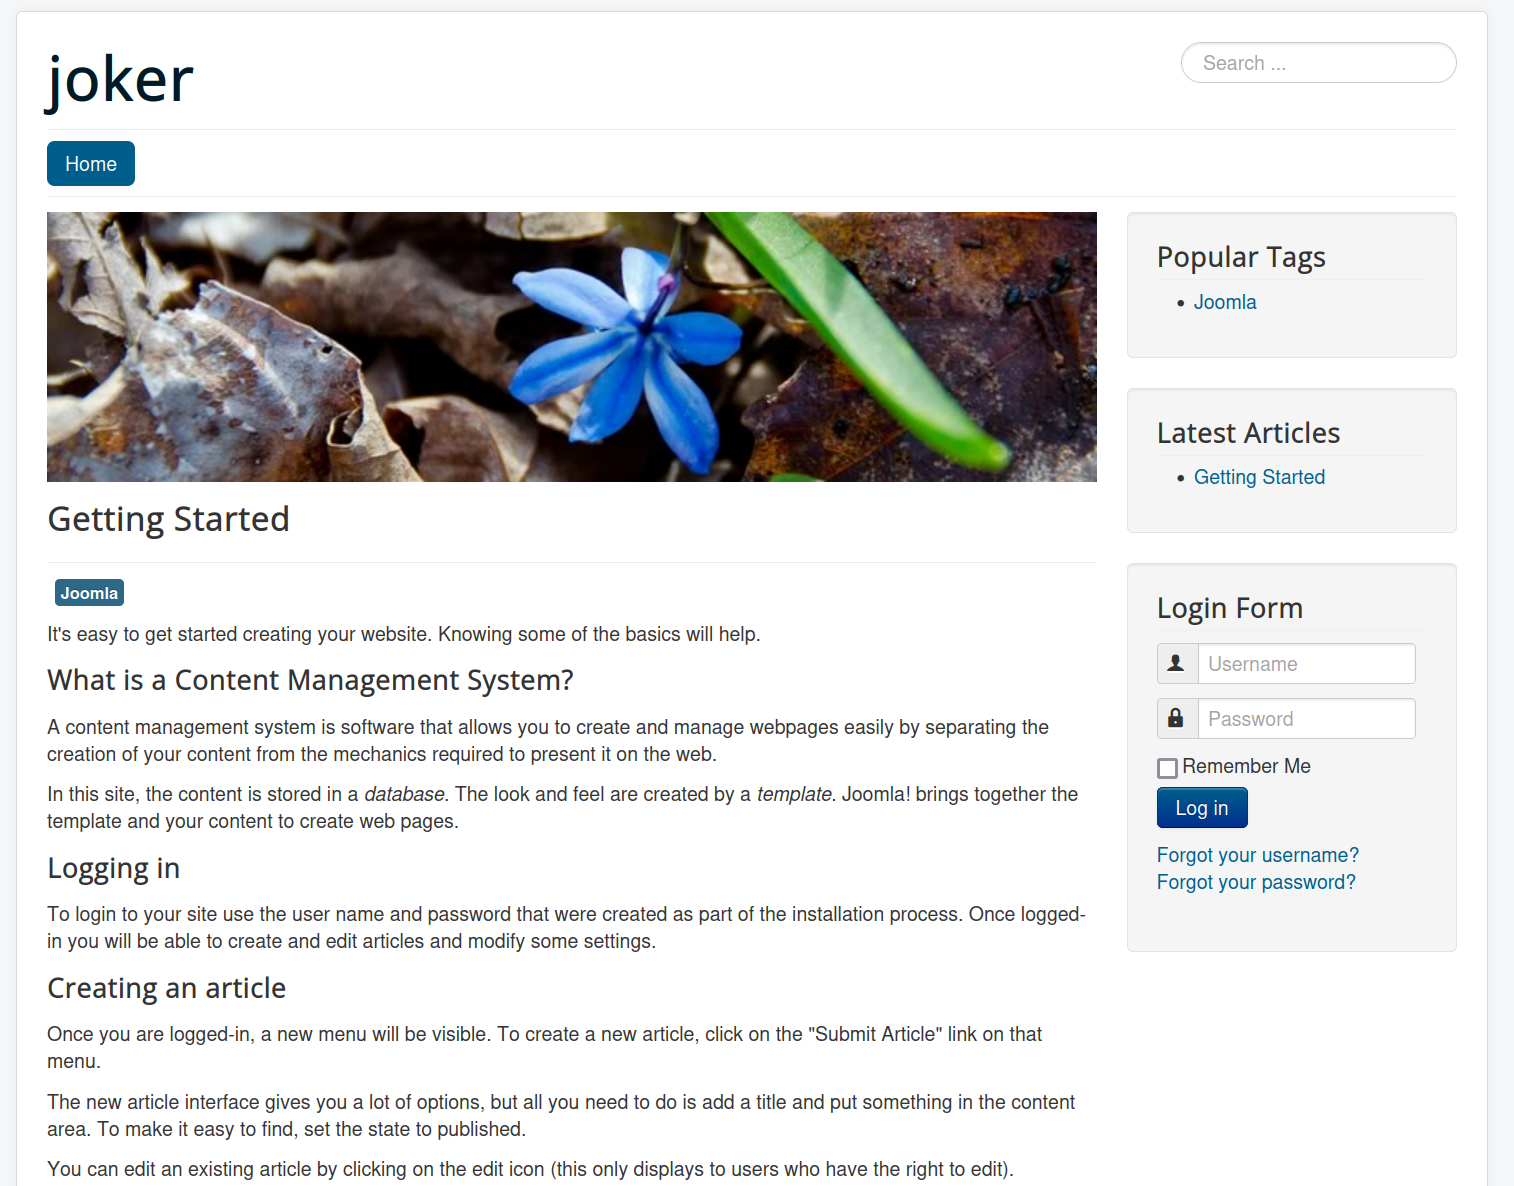 joker
Search ...
Home
Getting Started
Joomla
It's easy to get started creating your website. Knowing some of the basics will help.
What is a Content Management System?
A content management system is software that allows you to create and manage webpages easily by separating the
creation of your content from the mechanics required to present it on the web.
In this site, the content is stored in a database. The look and feel are created by a template. Joomla! brings together the
template and your content to create web pages.
Logging in
To login to your site use the user name and password that were created as part of the installation process. Once logged-
in you will be able to create and edit articles and modify some settings.
Creating an article
Once you are logged-in, a new menu will be visible. To create a new article, click on the "Submit Article" link on that
menu.
The new article interface gives you a lot of options, but all you need to do is add a title and put something in the content
area. To make it easy to find, set the state to published.
You can edit an existing article by clicking on the edit icon (this only displays to users who have the right to edit).
Popular Tags
Joomla
Latest Articles
Getting Started
Login Form
Username
Password
Remember Me
Log in
Forgot your username?
Forgot your password?